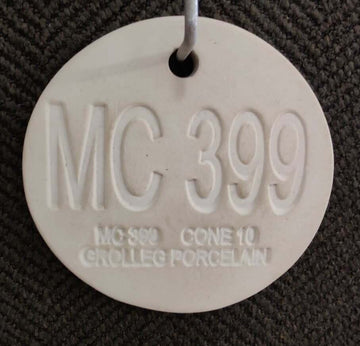 MC 399
MC 399 CONE 10
GROLLEG PORCELAIN